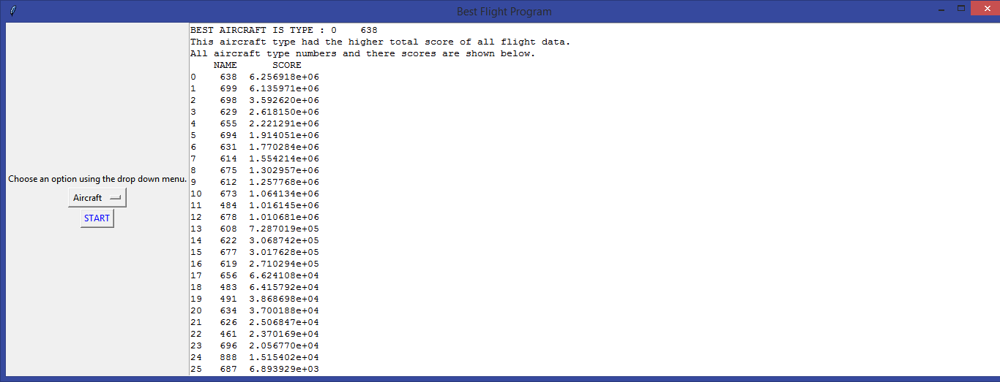 Best Flight Program
BEST AIRCRAFT IS TYPE : 0    638
This aircraft type had the higher total score of all flight data.
All aircraft type numbers and there scores are shown below.
    NAME      SCORE
0    638  6.256918e+06
1    699  6.135971e+06
2    698  3.592620e+06
3    629  2.618150e+06
4    655  2.221291e+06
5    694  1.914051e+06
6    631  1.770284e+06
7    614  1.554214e+06
8    675  1.302957e+06
9    612  1.257768e+06
10   673  1.064134e+06
11   484  1.016145e+06
12   678  1.010681e+06
13   608  7.287019e+05
14   622  3.068742e+05
15   677  3.017628e+05
16   619  2.710294e+05
17   656  6.624108e+04
18   483  6.415792e+04
19   491  3.868698e+04
20   634  3.700188e+04
21   626  2.506847e+04
22   461  2.370169e+04
23   696  2.056770e+04
24   888  1.515402e+04
25   687  6.893929e+03
Choose an option using the drop down menu.
Aircraft
START